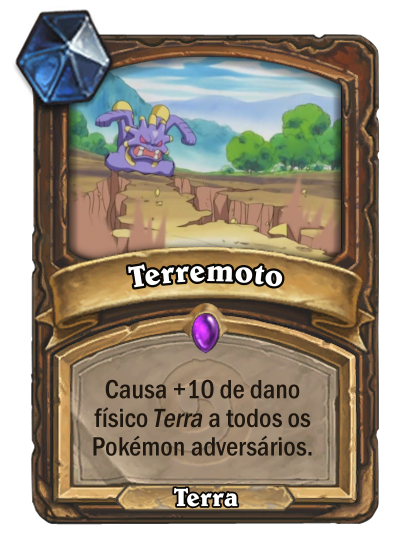 Terremoto
Causa +10 de dano
físico Terra a todos os
Pokémon adversários.
Terra